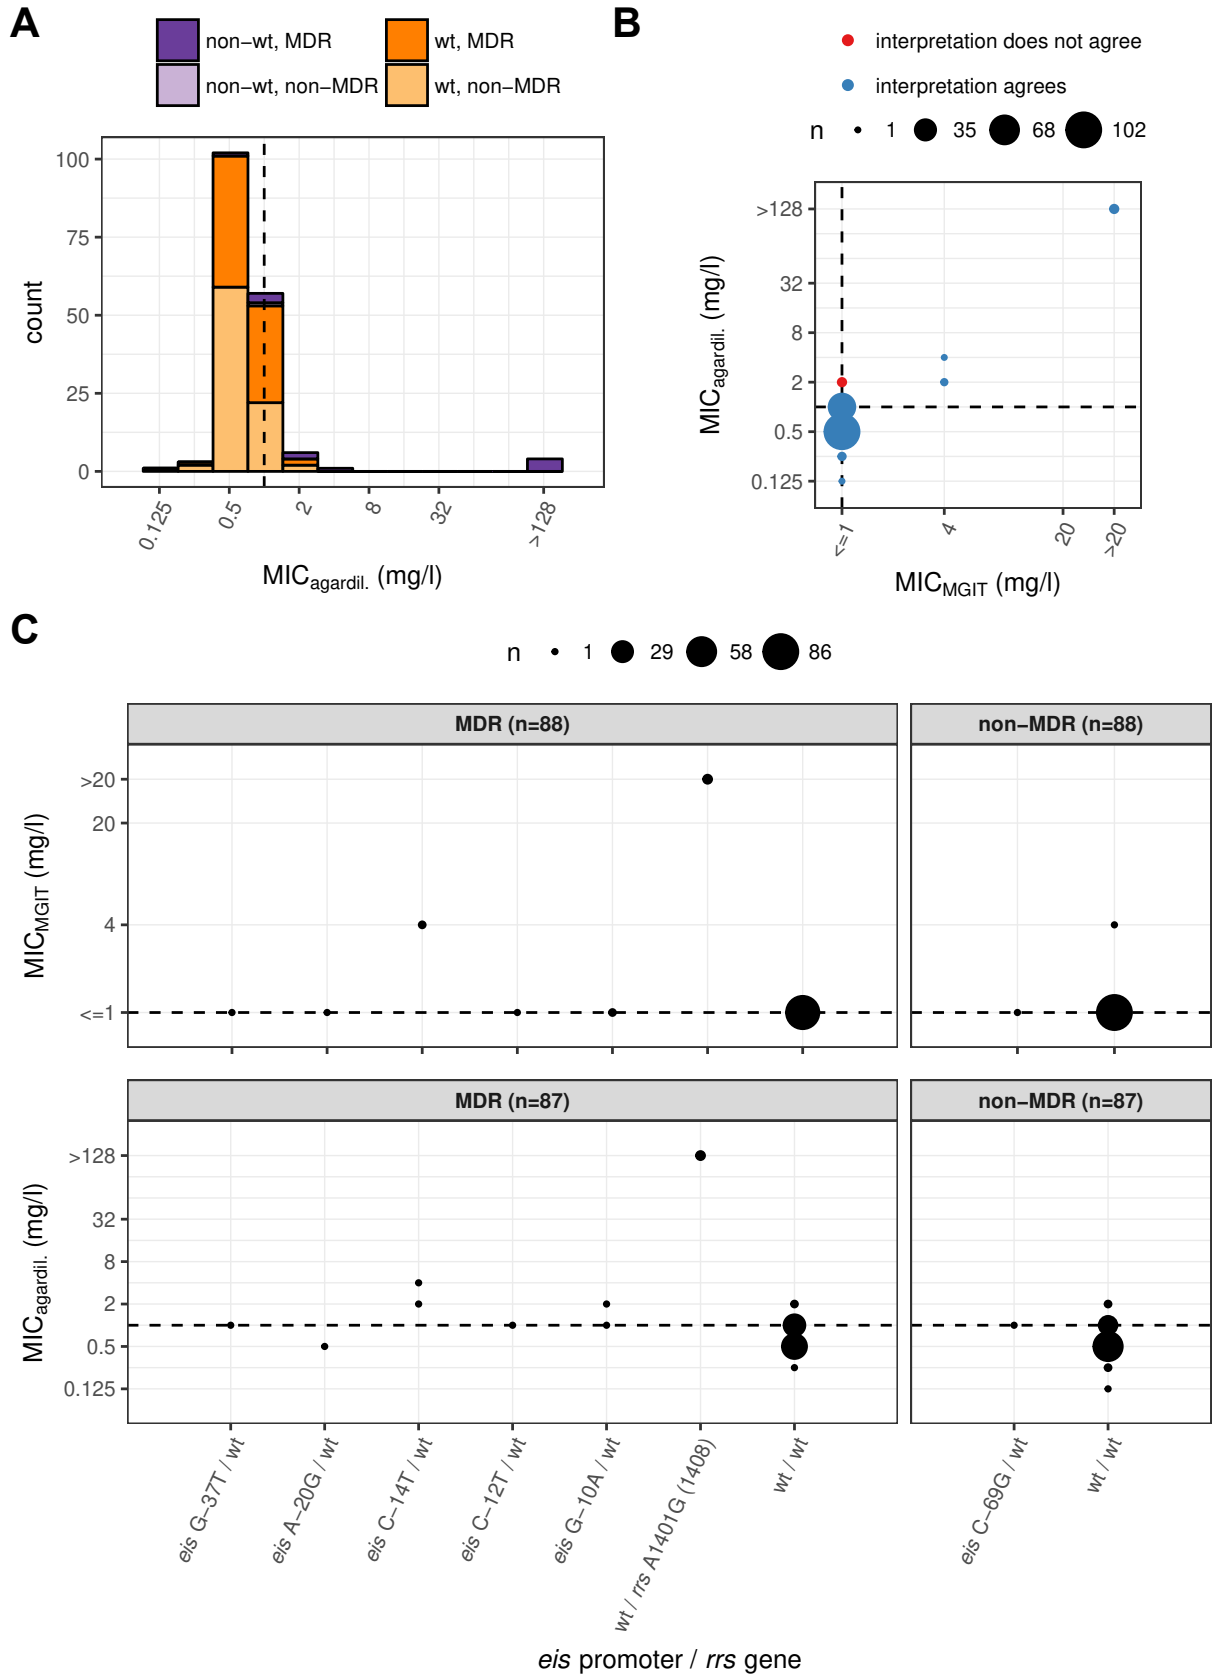 A
non-wt, MDR
wt, MDR
non-wt, non-MDR
wt, non-MDR
count
100
75
50
25
0
0.125
0.5
2
8
32
>128
MICagardil. (mg/l)
B
interpretation does not agree
interpretation agrees
n 1 35 68 102
MICagardil. (mg/l)
>128
32
8
2
0.5
0.125
<=1
4
20
>20
MICMGIT (mg/l)
C
n 1 29 58 86
MDR (n=88)
non-MDR (n=88)
MICMGIT (mg/l)
>20
20
4
<=1
MDR (n=87)
non-MDR (n=87)
MICagardil. (mg/l)
>128
32
8
2
0.5
0.125
eis G-37T / wt
eis A-20G / wt
eis C-14T / wt
eis C-12T / wt
eis G-10A / wt
wt / rrs A1401G (1408)
wt / wt
eis C-69G / wt
wt / wt
eis promoter / rrs gene